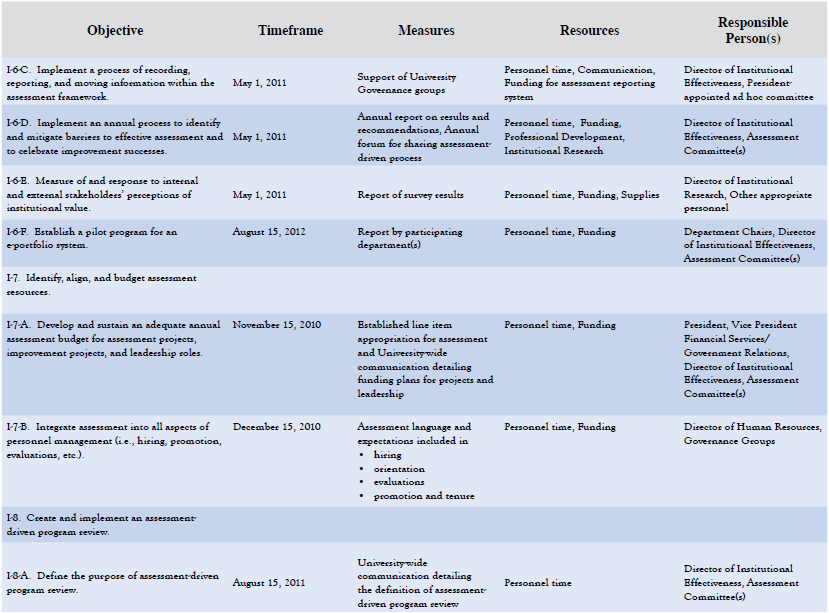 Objective
Timeframe
Measures
Resources
Responsible
Person(s)
I-6-C. Implement a process of recording,
reporting, and moving information within the
assessment framework.
May 1, 2011
Support of University
Governance groups
Personnel time, Communication,
Funding for assessment reporting
system
Director of Institutional
Effectiveness, President-
appointed ad hoc committee
I-6-D. Implement an annual process to identify
and mitigate barriers to effective assessment and
to celebrate improvement successes.
May 1, 2011
Annual report on results and
recommendations, Annual
forum for sharing assessment-
driven process
Personnel time, Funding,
Professional Development,
Institutional Research
Director of Institutional
Effectiveness, Assessment
Committee(s)
I-6-E. Measure of and response to internal
and external stakeholders' perceptions of
institutional value.
May 1, 2011
Report of survey results
Personnel time, Funding, Supplies
Director of Institutional
Research, Other appropriate
personnel
I-6-F. Establish a pilot program for an
e-portfolio system.
August 15, 2012
Report by participating
department(s)
Personnel time, Funding
Department Chairs, Director
of Institutional Effectiveness,
Assessment Committee(s)
I-7. Identify, align, and budget assessment
resources.
I-7-A. Develop and sustain an adequate annual
assessment budget for assessment projects,
improvement projects, and leadership roles.
November 15, 2010
Established line item
appropriation for assessment
and University-wide
communication detailing
funding plans for projects and
leadership
Personnel time, Funding
President, Vice President
Financial Services/
Government Relations,
Director of Institutional
Effectiveness, Assessment
Committee(s)
I-7-B. Integrate assessment into all aspects of
personnel management (i.e., hiring, promotion,
evaluations, etc.).
December 15, 2010
Assessment language and
expectations included in
• hiring
• orientation
• evaluations
• promotion and tenure
Personnel time, Funding
Director of Human Resources,
Governance Groups
I-8. Create and implement an assessment-
driven program review.
I-8-A. Define the purpose of assessment-driven
program review.
August 15, 2011
University-wide
communication detailing
the definition of assessment-
driven program review
Personnel time
Director of Institutional
Effectiveness, Assessment
Committee(s)